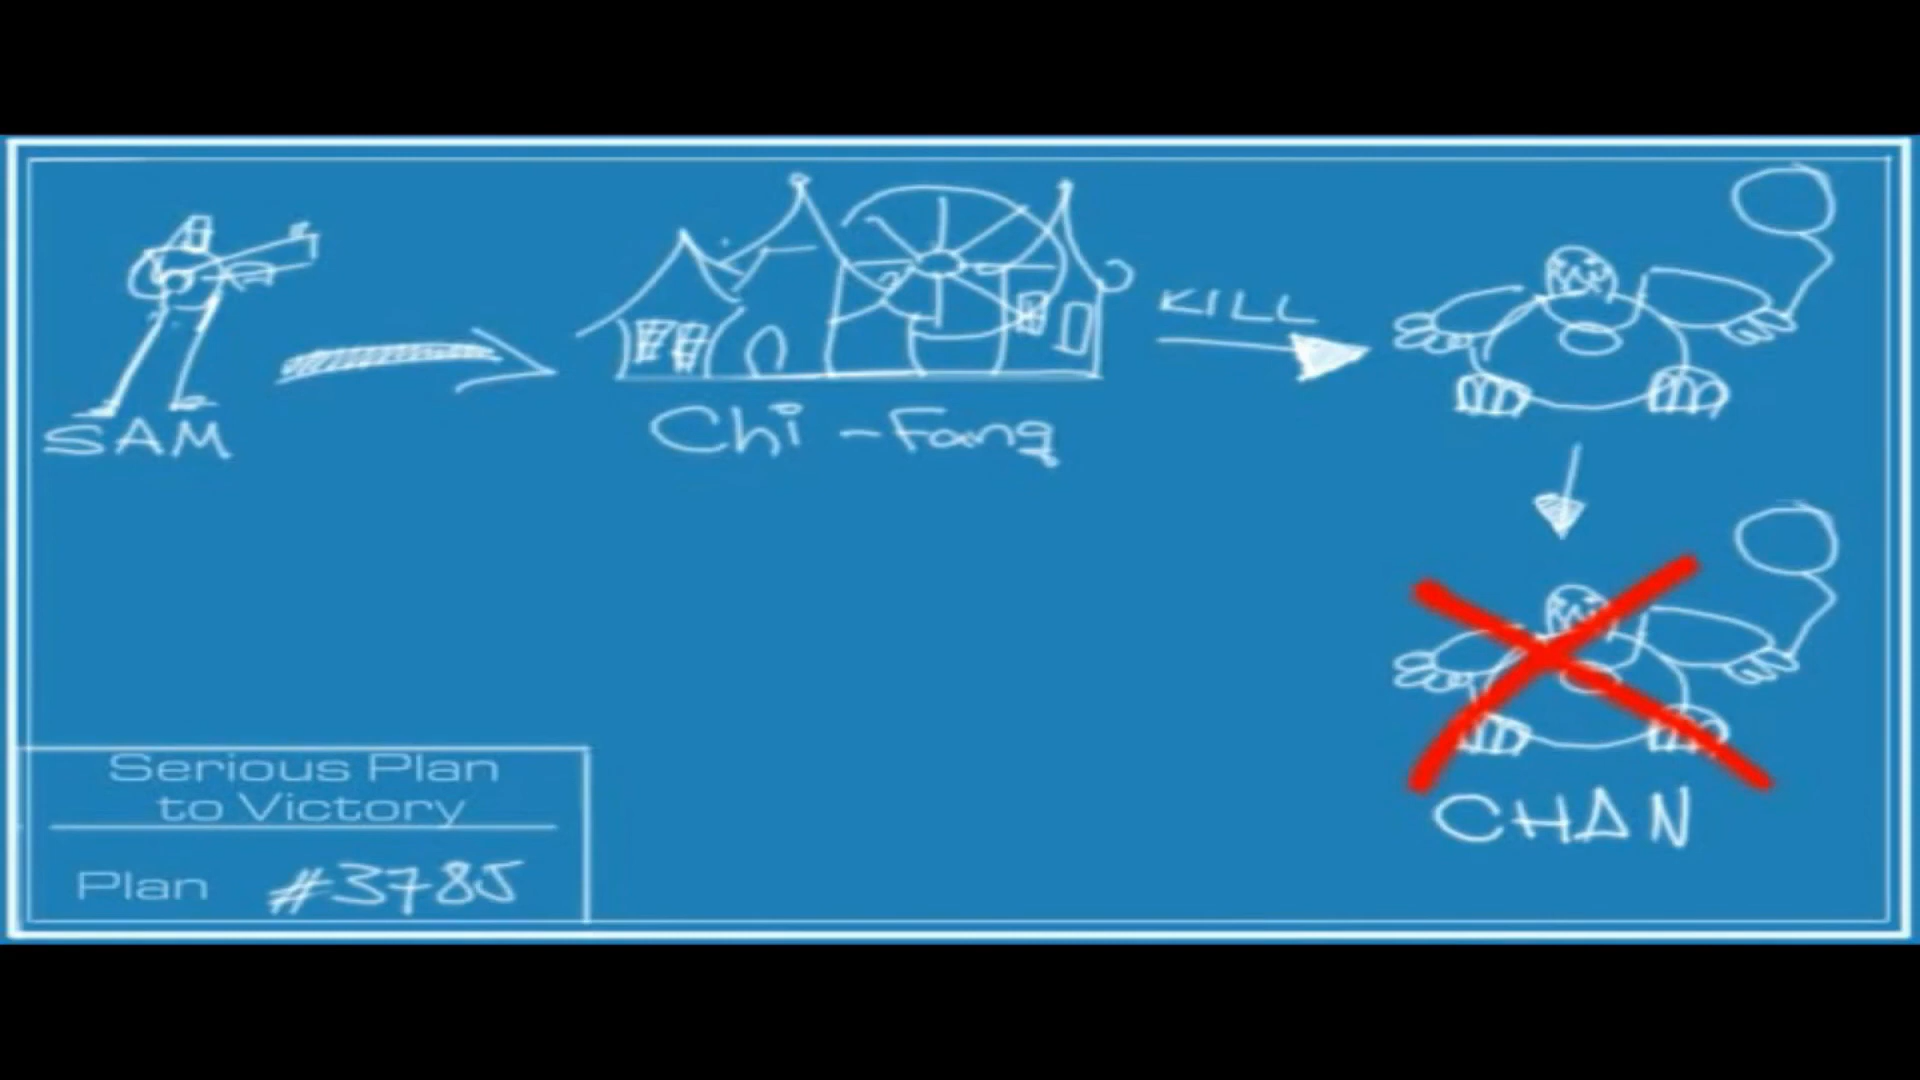 KILL
SAM
Chi-Fang
CHAN
Serious Plan
to Victory
Plan #3785